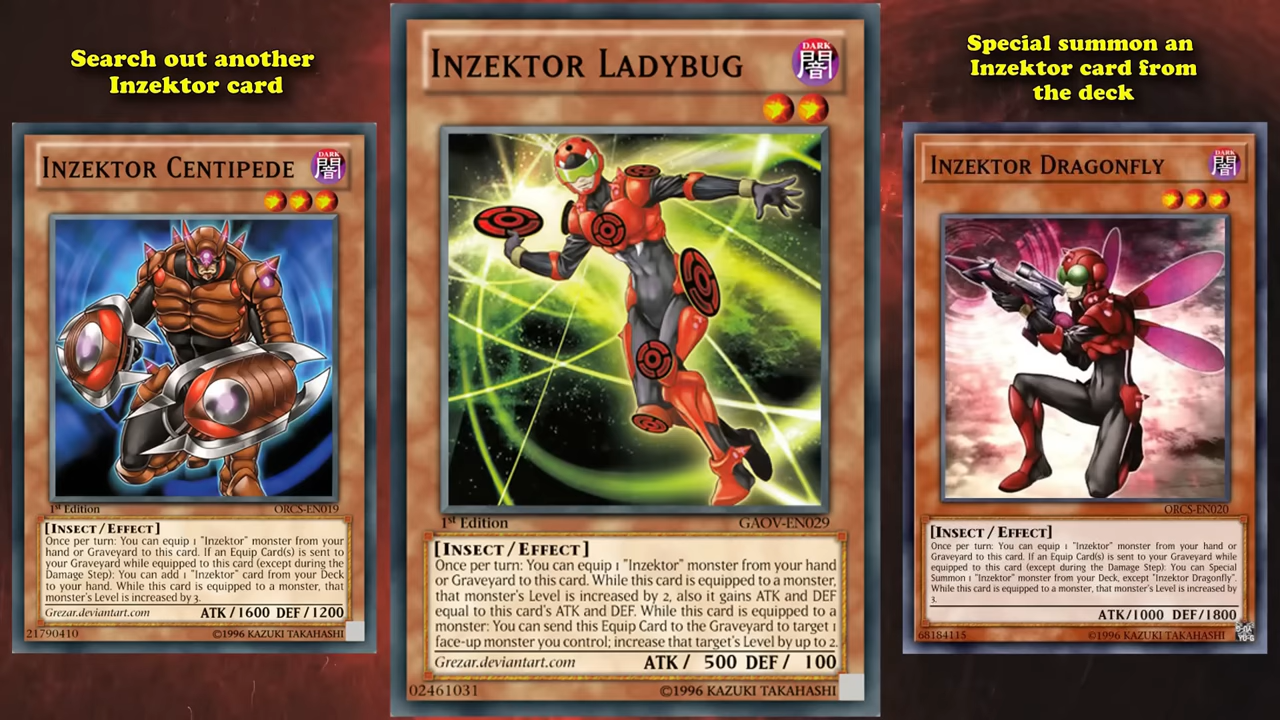 Search out another
Inzektor card
INZEKTOR CENTIPEDE
DARK
闇
1st Edition
ORCS-EN019
[INSECT/EFFECT]
Once per turn: You can equip 1 "Inzektor" monster from your
hand or Graveyard to this card. If an Equip Card(s) is sent to
your Graveyard while equipped to this card (except during the
Damage Step): You can add 1 "Inzektor" card from your Deck
to your hand. While this card is equipped to a monster, that
monster's Level is increased by 3.
Grezar.deviantart.com
ATK/1600 DEF/1200
21790410
©1996 KAZUKI TAKAHASHI
INZEKTOR LADYBUG
DARK
闇
1st Edition
GAOV-EN029
[INSECT/EFFECT]
Once per turn: You can equip 1 "Inzektor" monster from your hand
or Graveyard to this card. While this card is equipped to a monster,
that monster's Level is increased by 2, also it gains ATK and DEF
equal to this card's ATK and DEF. While this card is equipped to a
monster: You can send this Equip Card to the Graveyard to target 1
face-up monster you control; increase that target's Level by up to 2.
Grezar.deviantart.com
ATK/ 500 DEF/ 100
02461031
©1996 KAZUKI TAKAHASHI
Special summon an
Inzektor card from
the deck
INZEKTOR DRAGONFLY
DARK
闇
ORCS-EN020
[INSECT/EFFECT]
Once per turn: You can equip 1 "Inzektor" monster from your hand or
Graveyard to this card. If an Equip Card(s) is sent to your Graveyard while
equipped to this card (except during the Damage Step): You can Special
Summon 1 "Inzektor" monster from your Deck, except "Inzektor Dragonfly".
While this card is equipped to a monster, that monster's Level is increased by
3.
ATK/1000 DEF/1800
68184115
©1996 KAZUKI TAKAHASHI